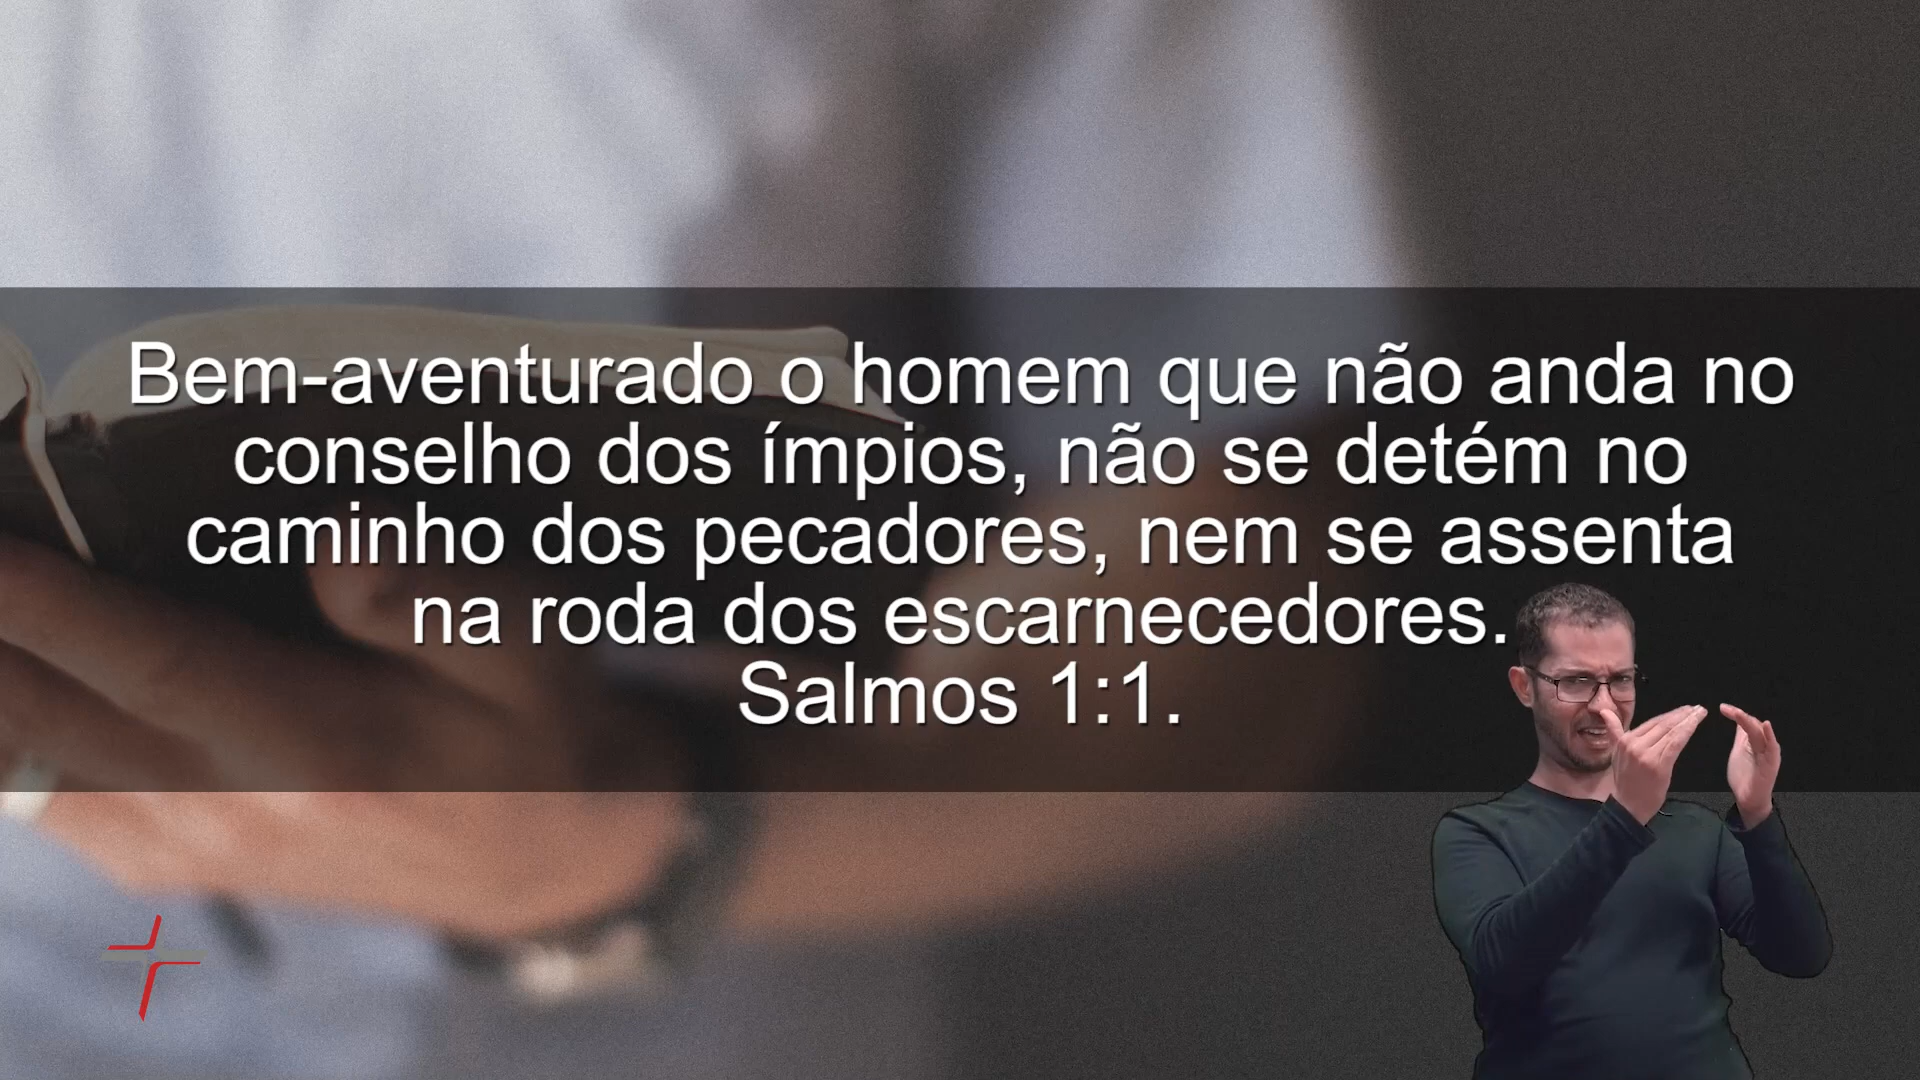 Bem-aventurado o homem que não anda no
conselho dos ímpios, não se detém no
caminho dos pecadores, nem se assenta
na roda dos escarnecedores.
Salmos 1:1.